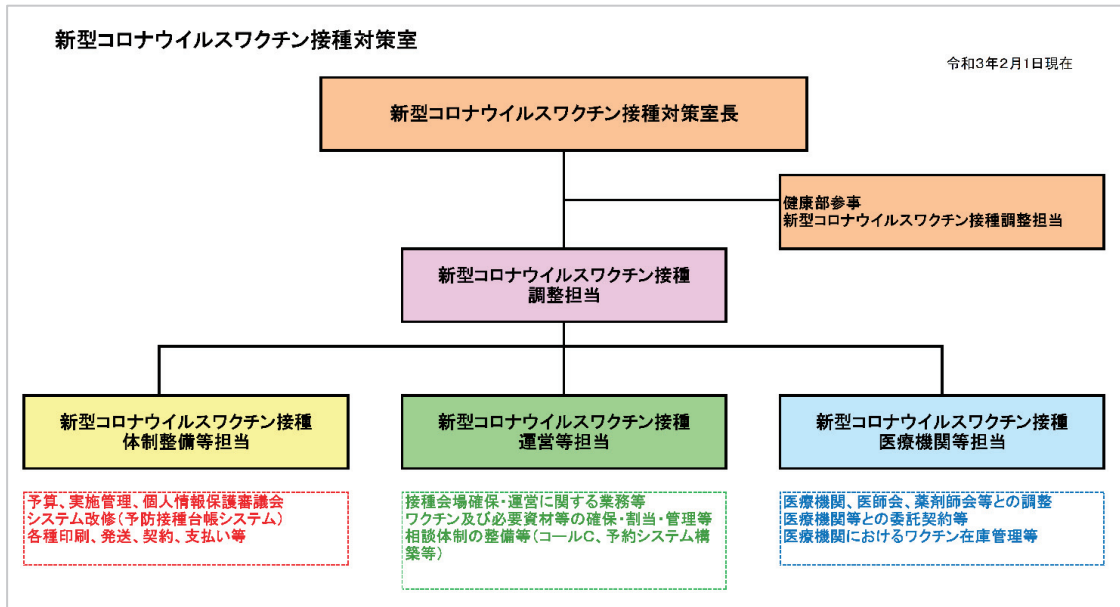 新型コロナウイルスワクチン接種対策室
令和3年2月1日現在
新型コロナウイルスワクチン接種対策室長
健康部参事
新型コロナウイルスワクチン接種調整担当
新型コロナウイルスワクチン接種
調整担当
新型コロナウイルスワクチン接種
体制整備等担当
新型コロナウイルスワクチン接種
運営等担当
新型コロナウイルスワクチン接種
医療機関等担当
予算、実施管理、個人情報保護審議会
システム改修(予防接種台帳システム)
各種印刷、発送、契約、支払い等
接種会場確保・運営に関する業務等
ワクチン及び必要資材等の確保・割当・管理等
相談体制の整備等(コールC、予約システム構
築等)
医療機関、医師会、薬剤師会等との調整
医療機関等との委託契約等
医療機関におけるワクチン在庫管理等